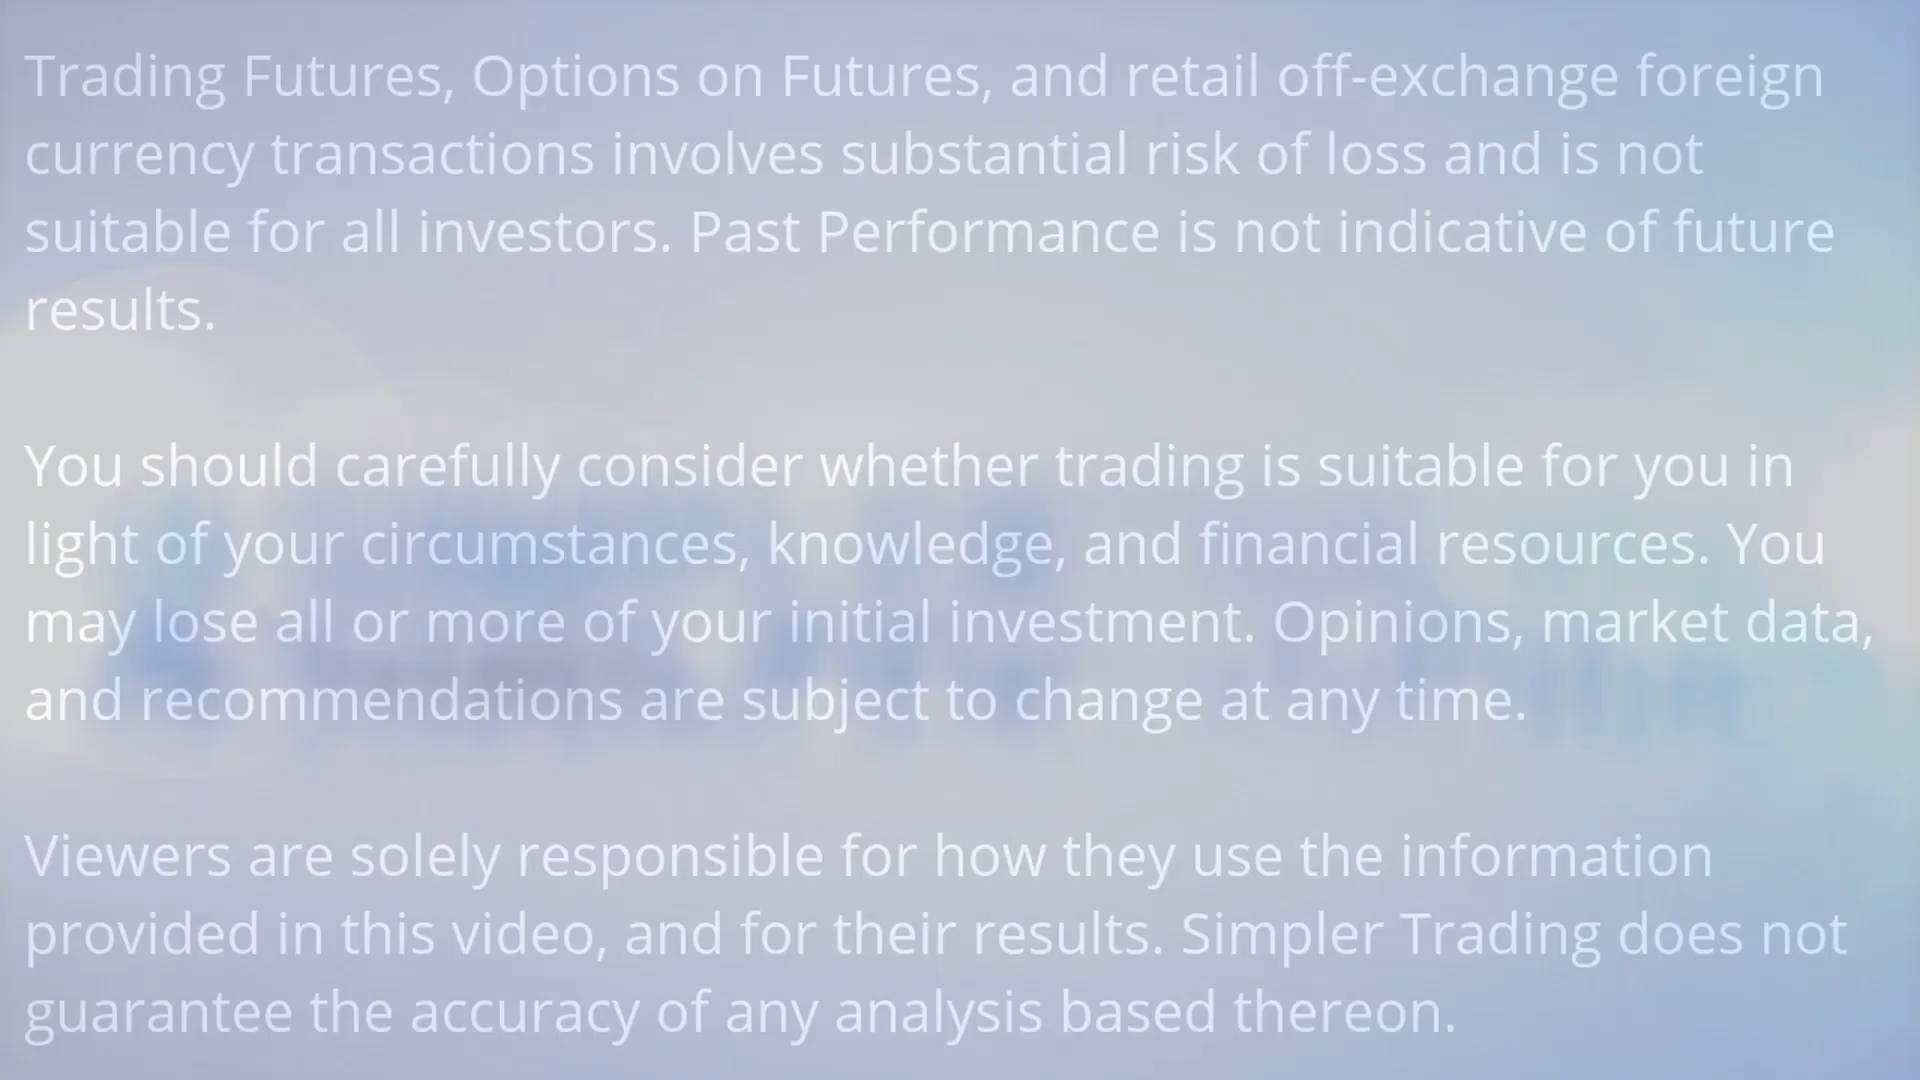 Trading Futures, Options on Futures, and retail off-exchange foreign
currency transactions involves substantial risk of loss and is not
suitable for all investors. Past Performance is not indicative of future
results.
You should carefully consider whether trading is suitable for you in
light of your circumstances, knowledge, and financial resources. You
may lose all or more of your initial investment. Opinions, market data,
and recommendations are subject to change at any time.
Viewers are solely responsible for how they use the information
provided in this video, and for their results. Simpler Trading does not
guarantee the accuracy of any analysis based thereon.